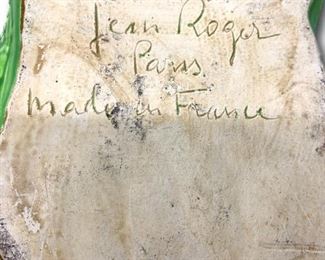 Jean Roger
Paris
Made in France